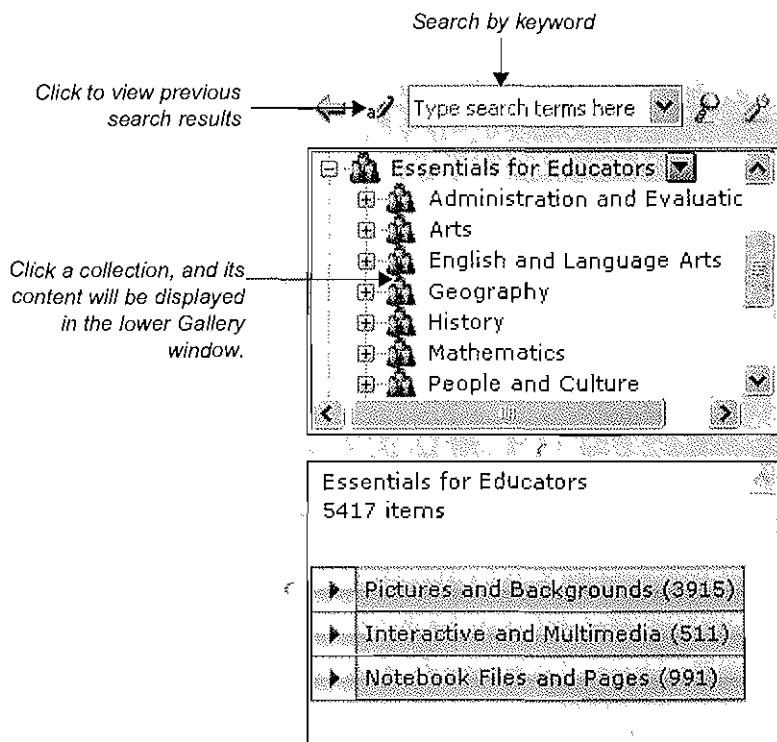 Search by keyword
Click to view previous
search results
Type search terms here
Essentials for Educators
Administration and Evaluatic
Arts
English and Language Arts
Geography
History
Mathematics
People and Culture
Click a collection, and its
content will be displayed
in the lower Gallery
window.
Essentials for Educators
5417 items
Pictures and Backgrounds (3915)
Interactive and Multimedia (511)
Notebook Files and Pages (991)